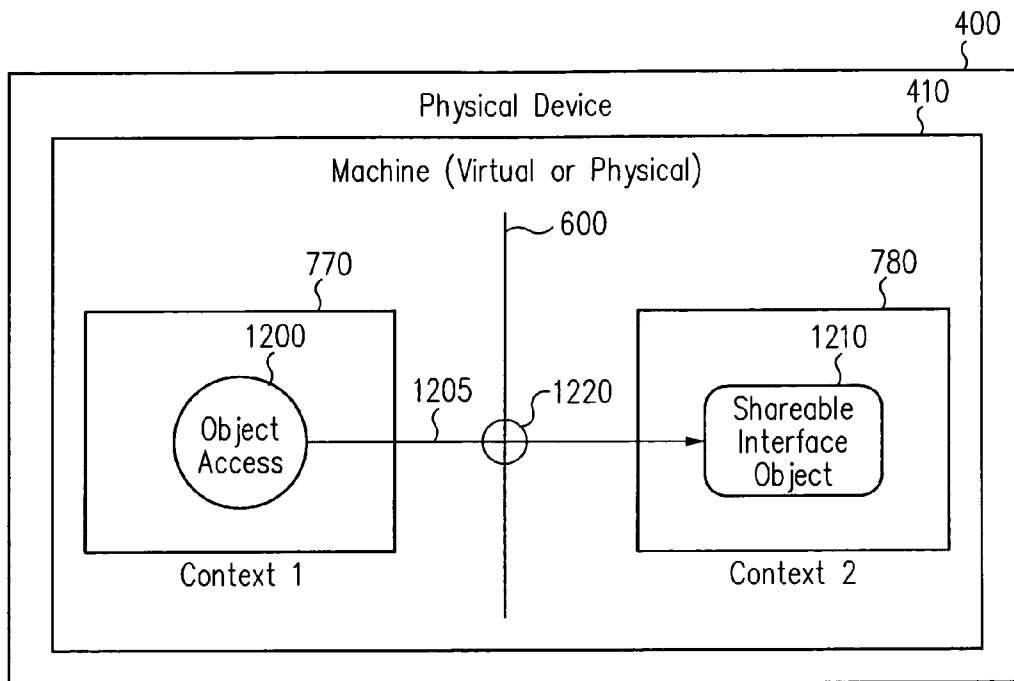 400
Physical Device
410
Machine (Virtual or Physical)
600
770
780
1200
1210
1205
1220
Object
Access
Shareable
Interface
Object
Context 1
Context 2